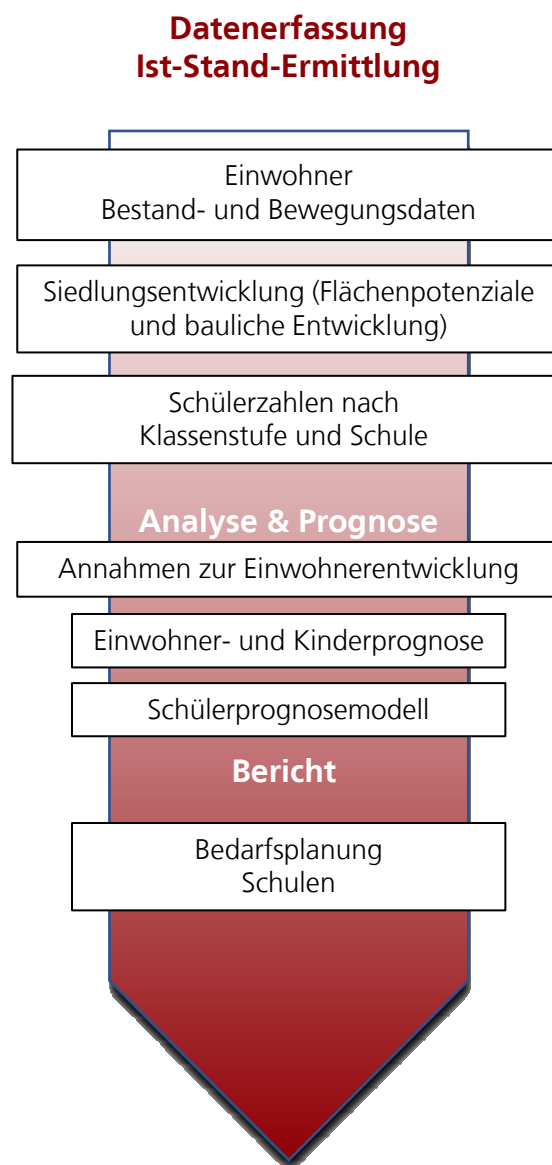 Datenerfassung
Ist-Stand-Ermittlung
Einwohner
Bestand- und Bewegungsdaten
Siedlungsentwicklung (Flächenpotenziale
und bauliche Entwicklung)
Schülerzahlen nach
Klassenstufe und Schule
Analyse & Prognose
Annahmen zur Einwohnerentwicklung
Einwohner- und Kinderprognose
Schülerprognosemodell
Bericht
Bedarfsplanung
Schulen